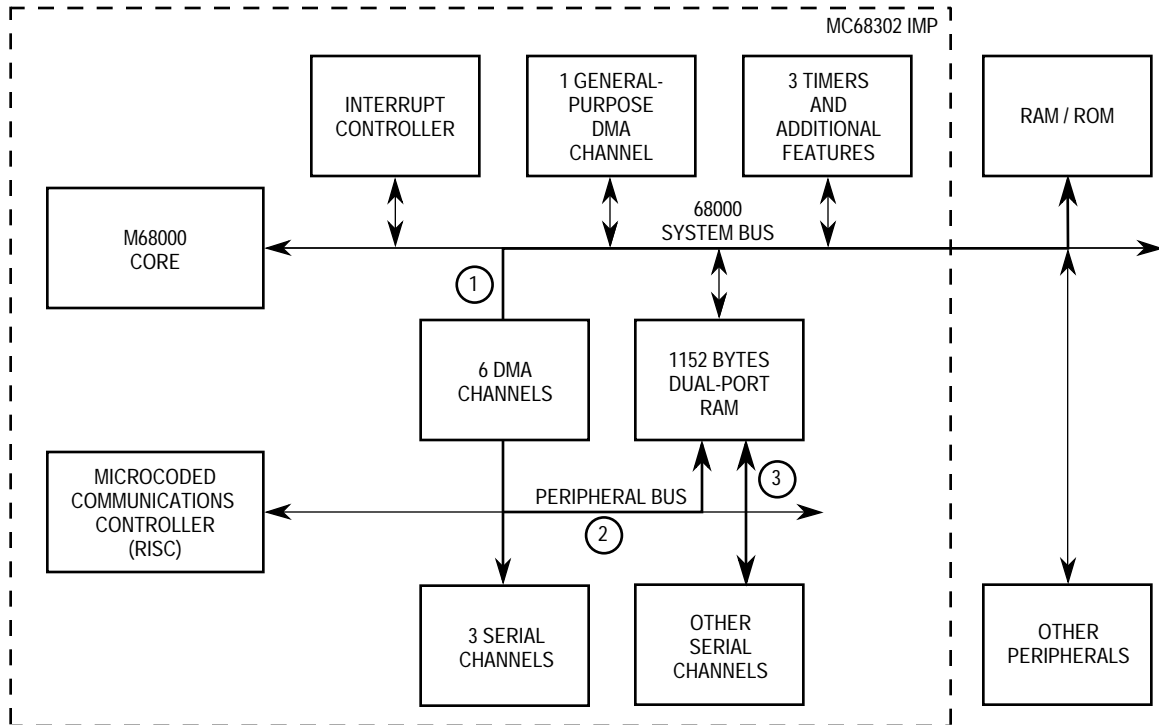 MC68302 IMP
INTERRUPT
CONTROLLER
1 GENERAL-
PURPOSE
DMA
CHANNEL
3 TIMERS
AND
ADDITIONAL
FEATURES
RAM / ROM
M68000
CORE
68000
SYSTEM BUS
1
6 DMA
CHANNELS
1152 BYTES
DUAL-PORT
RAM
MICROCODED
COMMUNICATIONS
CONTROLLER
(RISC)
PERIPHERAL BUS
2
3
3 SERIAL
CHANNELS
OTHER
SERIAL
CHANNELS
OTHER
PERIPHERALS